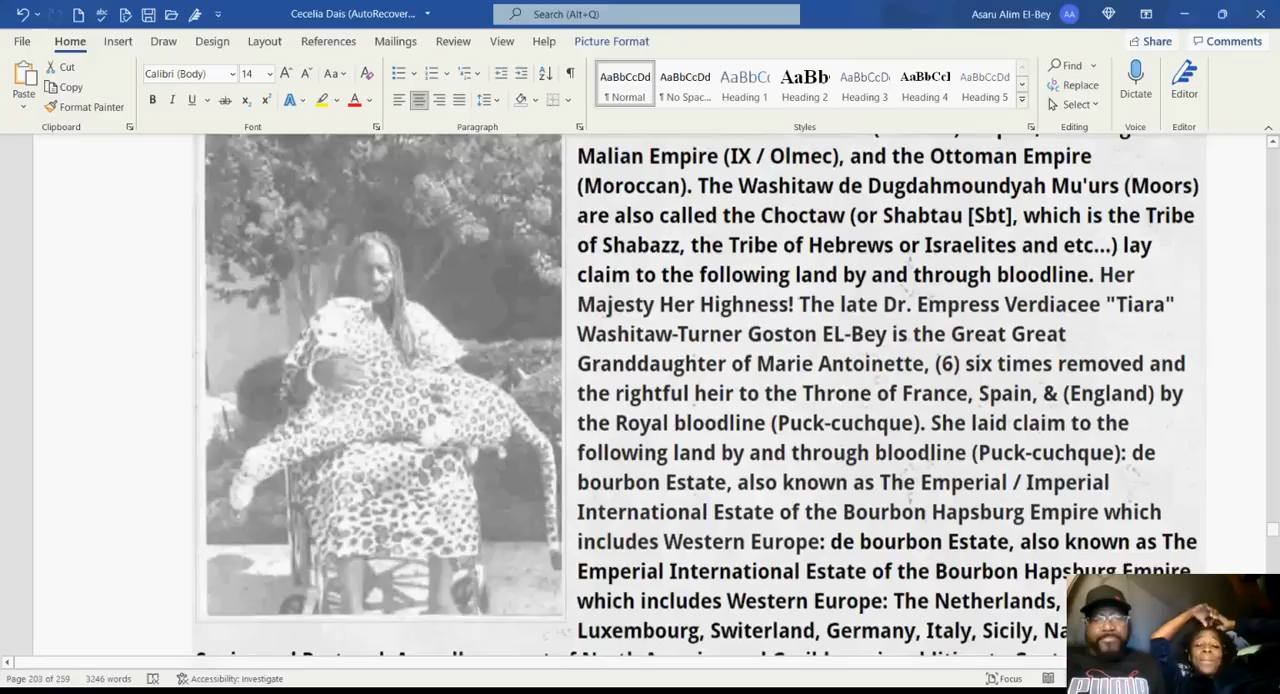 Cecelia Dais (AutoRecover...
Search (Alt+Q)
Asaru Alim El-Bey
AA
File Home Insert Draw Design Layout References Mailings Review View Help Picture Format
Share Comments
Paste
Cut
Copy
Format Painter
Clipboard
Calibri (Body) 14
Font
Paragraph
AaBbCcDd AaBbCcDd AaBbC( AaBb AaBbCcDd AaBbCcI AaBbCcDd
¶ Normal ¶ No Spac... Heading 1 Heading 2 Heading 3 Heading 4 Heading 5
Styles
Find
Replace
Select
Editing
Dictate
Voice
Editor
Editor
Malian Empire (IX / Olmec), and the Ottoman Empire
(Moroccan). The Washitaw de Dugdahmoundyah Mu'urs (Moors)
are also called the Choctaw (or Shabtau [Sbt], which is the Tribe
of Shabazz, the Tribe of Hebrews or Israelites and etc...) lay
claim to the following land by and through bloodline. Her
Majesty Her Highness! The late Dr. Empress Verdiacee "Tiara"
Washitaw-Turner Goston EL-Bey is the Great Great
Granddaughter of Marie Antoinette, (6) six times removed and
the rightful heir to the Throne of France, Spain, & (England) by
the Royal bloodline (Puck-cuchque). She laid claim to the
following land by and through bloodline (Puck-cuchque): de
bourbon Estate, also known as The Emperial / Imperial
International Estate of the Bourbon Hapsburg Empire which
includes Western Europe: de bourbon Estate, also known as The
Emperial International Estate of the Bourbon Hapsburg Empire
which includes Western Europe: The Netherlands,
Luxembourg, Switerland, Germany, Italy, Sicily,
Page 203 of 259 3246 words Accessibility: Investigate
Focus